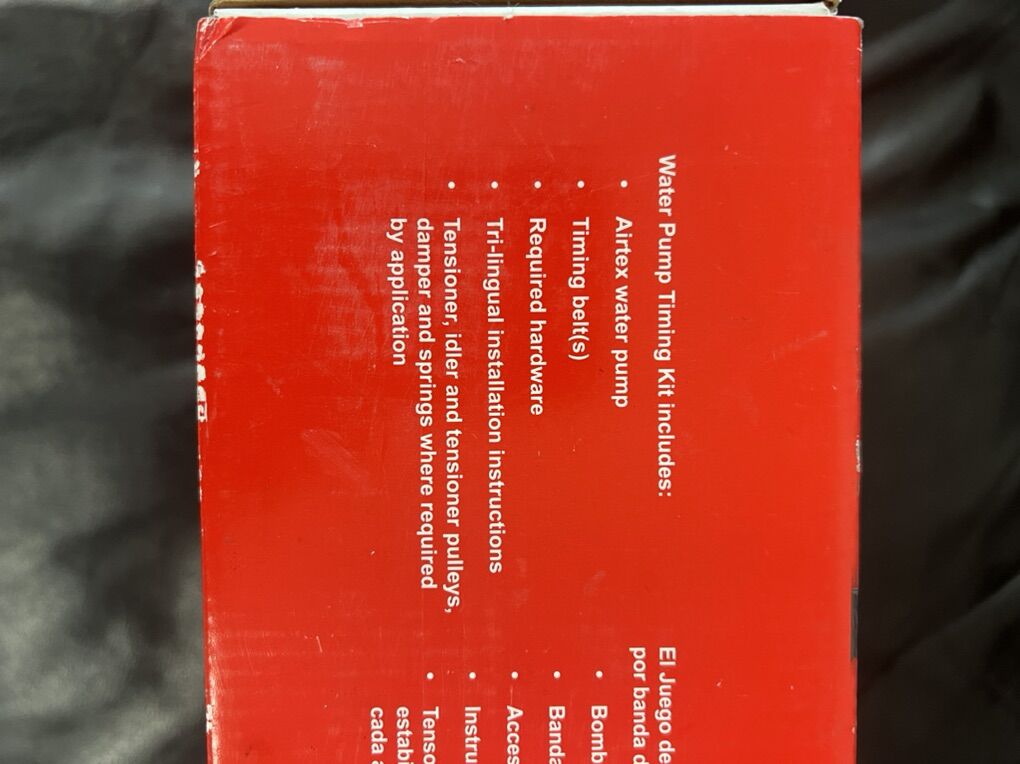 Water Pump Timing Kit includes:
• Airtex water pump
• Timing belt(s)
• Required hardware
• Tri-lingual installation instructions
• Tensioner, idler and tensioner pulleys,
damper and springs where required
by application
El Juego de
por banda d
• Bomb
• Banda
• Acces
• Instru
• Tenso
estabi
cada a